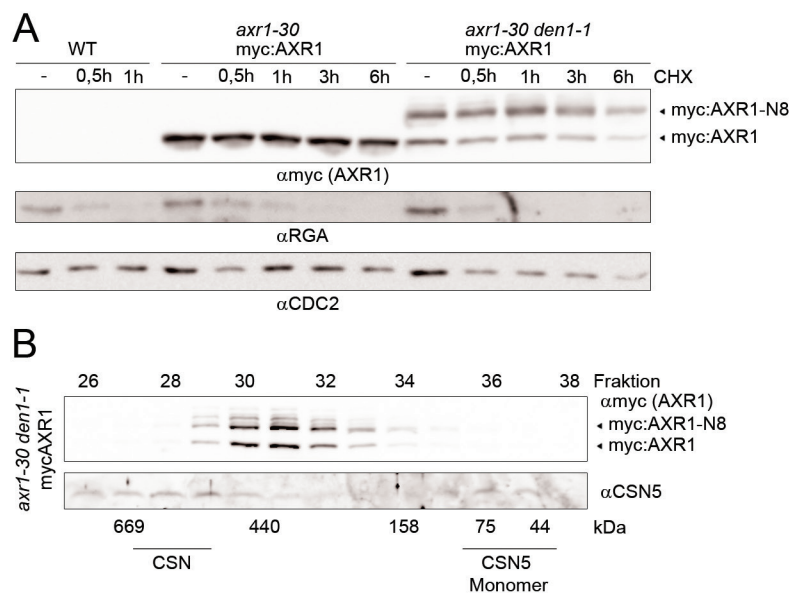 A
axr1-30 axr1-30 den1-1
WT myc:AXR1 myc:AXR1
- 0,5h 1h - 0,5h 1h 3h 6h - 0,5h 1h 3h 6h CHX
myc:AXR1-N8
myc:AXR1
αmyc (AXR1)
αRGA
αCDC2
B
26 28 30 32 34 36 38 Fraktion
axr1-30 den1-1
mycAXR1
αmyc (AXR1)
myc:AXR1-N8
myc:AXR1
αCSN5
669 440 158 75 44 kDa
CSN CSN5
Monomer